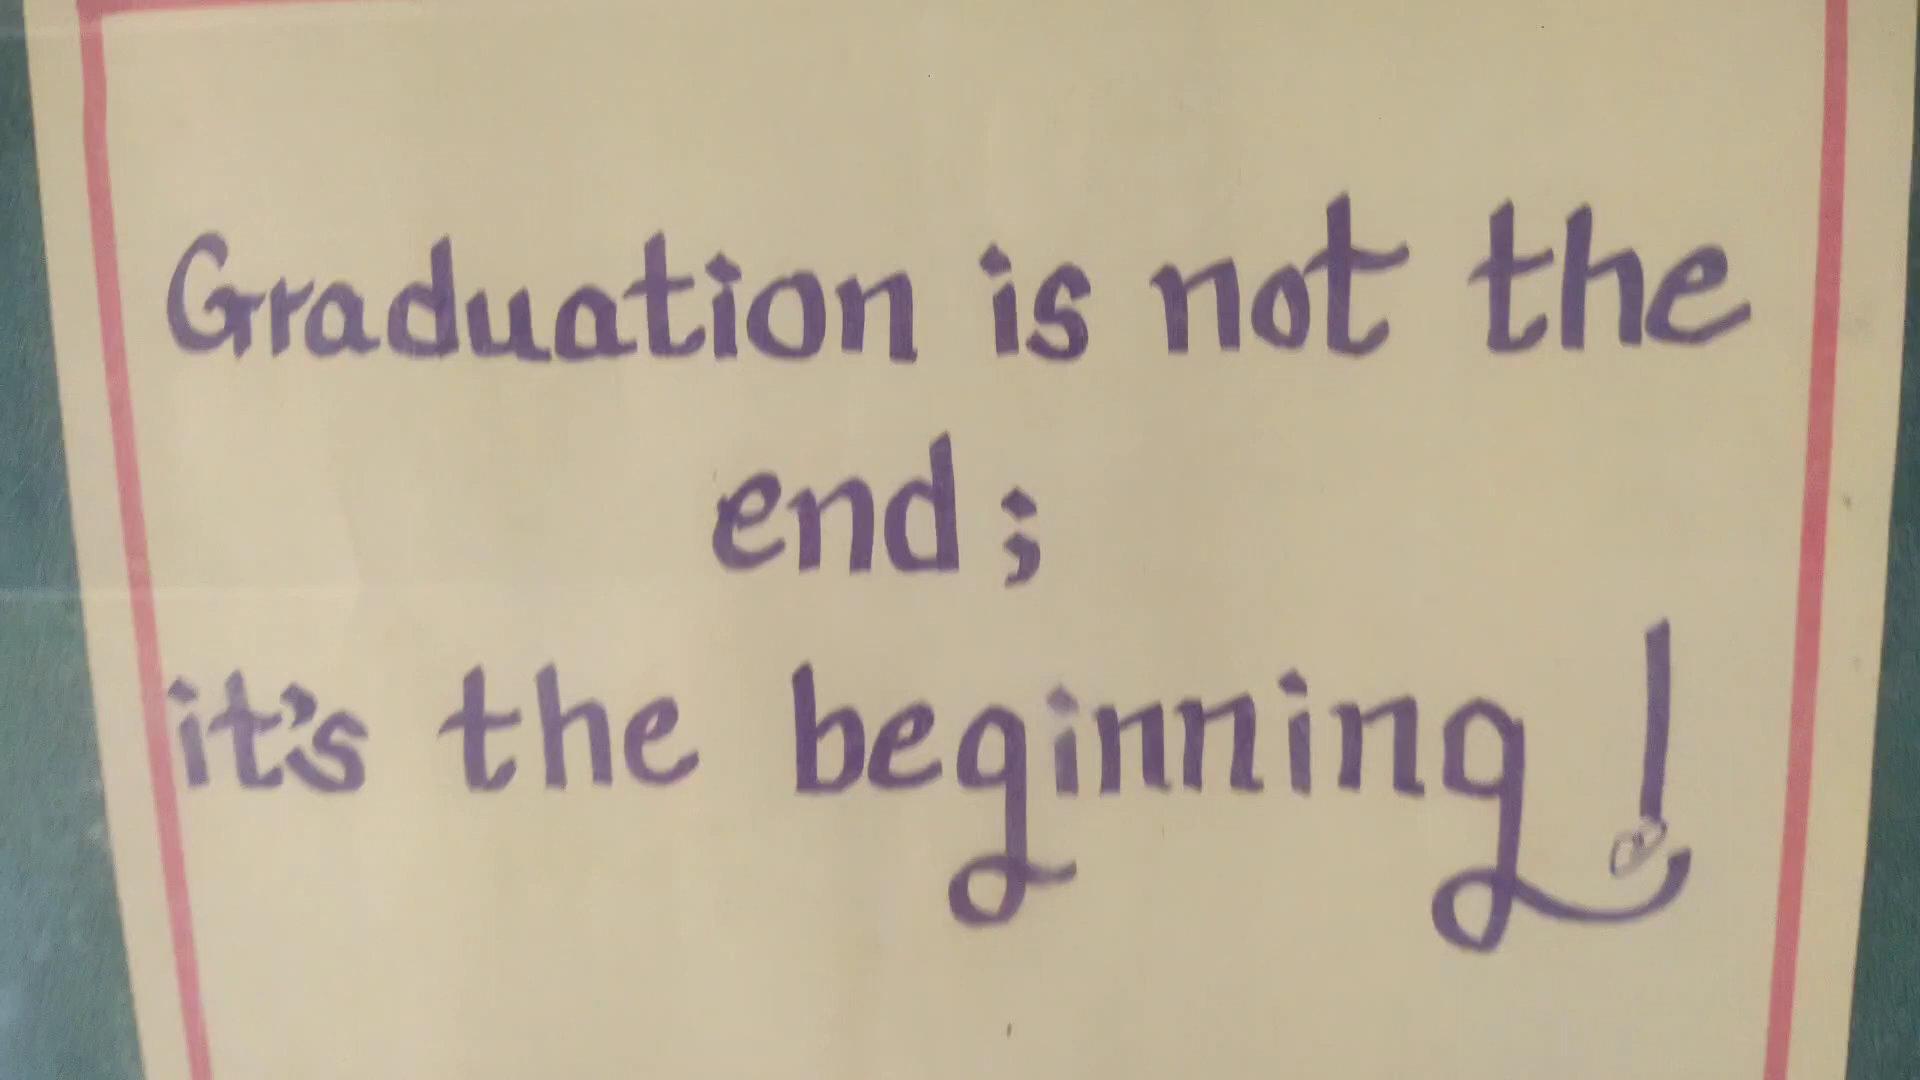 Graduation is not the
end;
it's the beginning!